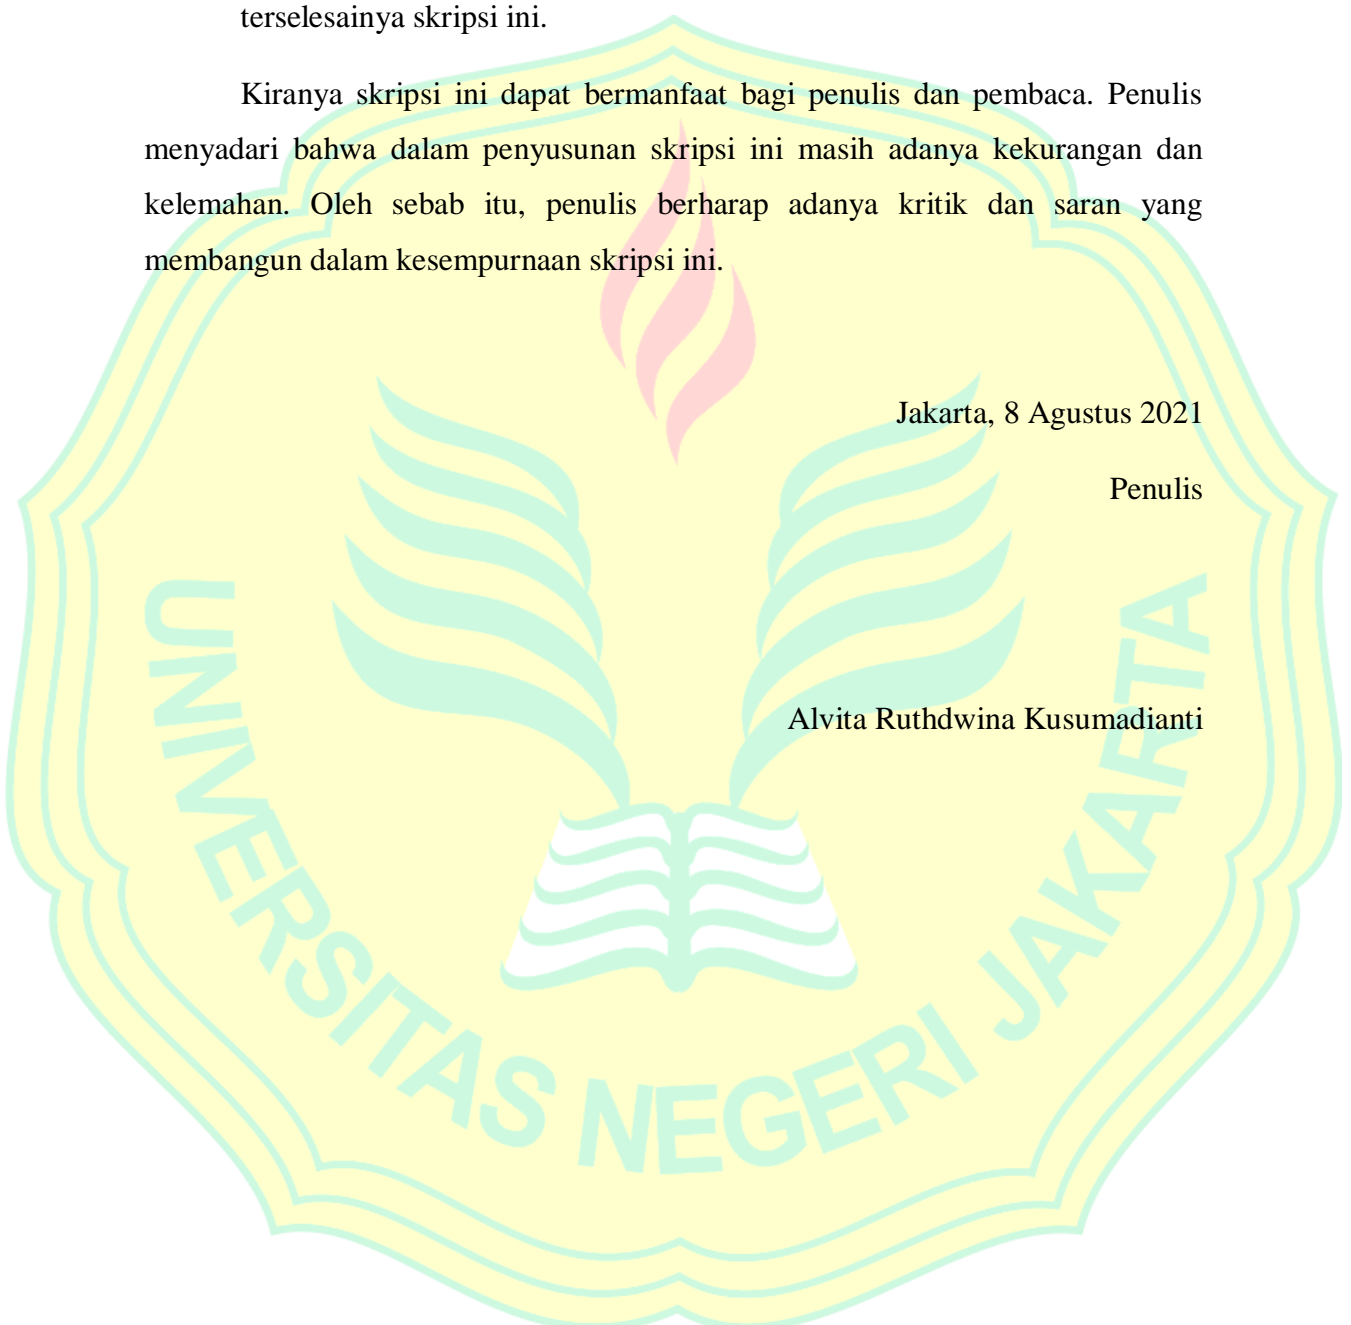 terselesainya skripsi ini.
Kiranya skripsi ini dapat bermanfaat bagi penulis dan pembaca. Penulis
menyadari bahwa dalam penyusunan skripsi ini masih adanya kekurangan dan
kelemahan. Oleh sebab itu, penulis berharap adanya kritik dan saran yang
membangun dalam kesempurnaan skripsi ini.
Jakarta, 8 Agustus 2021
Penulis
Alvita Ruthdwina Kusumadianti
UNIVERSITAS NEGERI JAKARTA